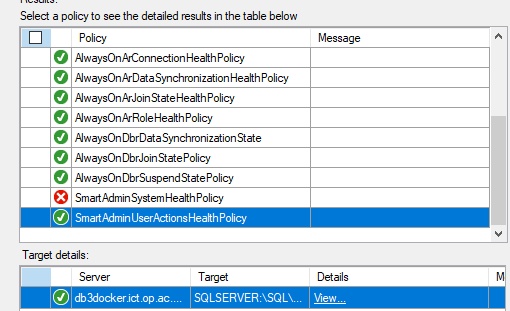 Results:
Select a policy to see the detailed results in the table below
Policy Message
AlwaysOnArConnectionHealthPolicy
AlwaysOnArDataSynchronizationHealthPolicy
AlwaysOnArJoinStateHealthPolicy
AlwaysOnArRoleHealthPolicy
AlwaysOnDbrDataSynchronizationState
AlwaysOnDbrJoinStatePolicy
AlwaysOnDbrSuspendStatePolicy
SmartAdminSystemHealthPolicy
SmartAdminUserActionsHealthPolicy
Target details:
Server Target Details M
db3docker.ict.op.ac.... SQLSERVER:\SQL\... View...